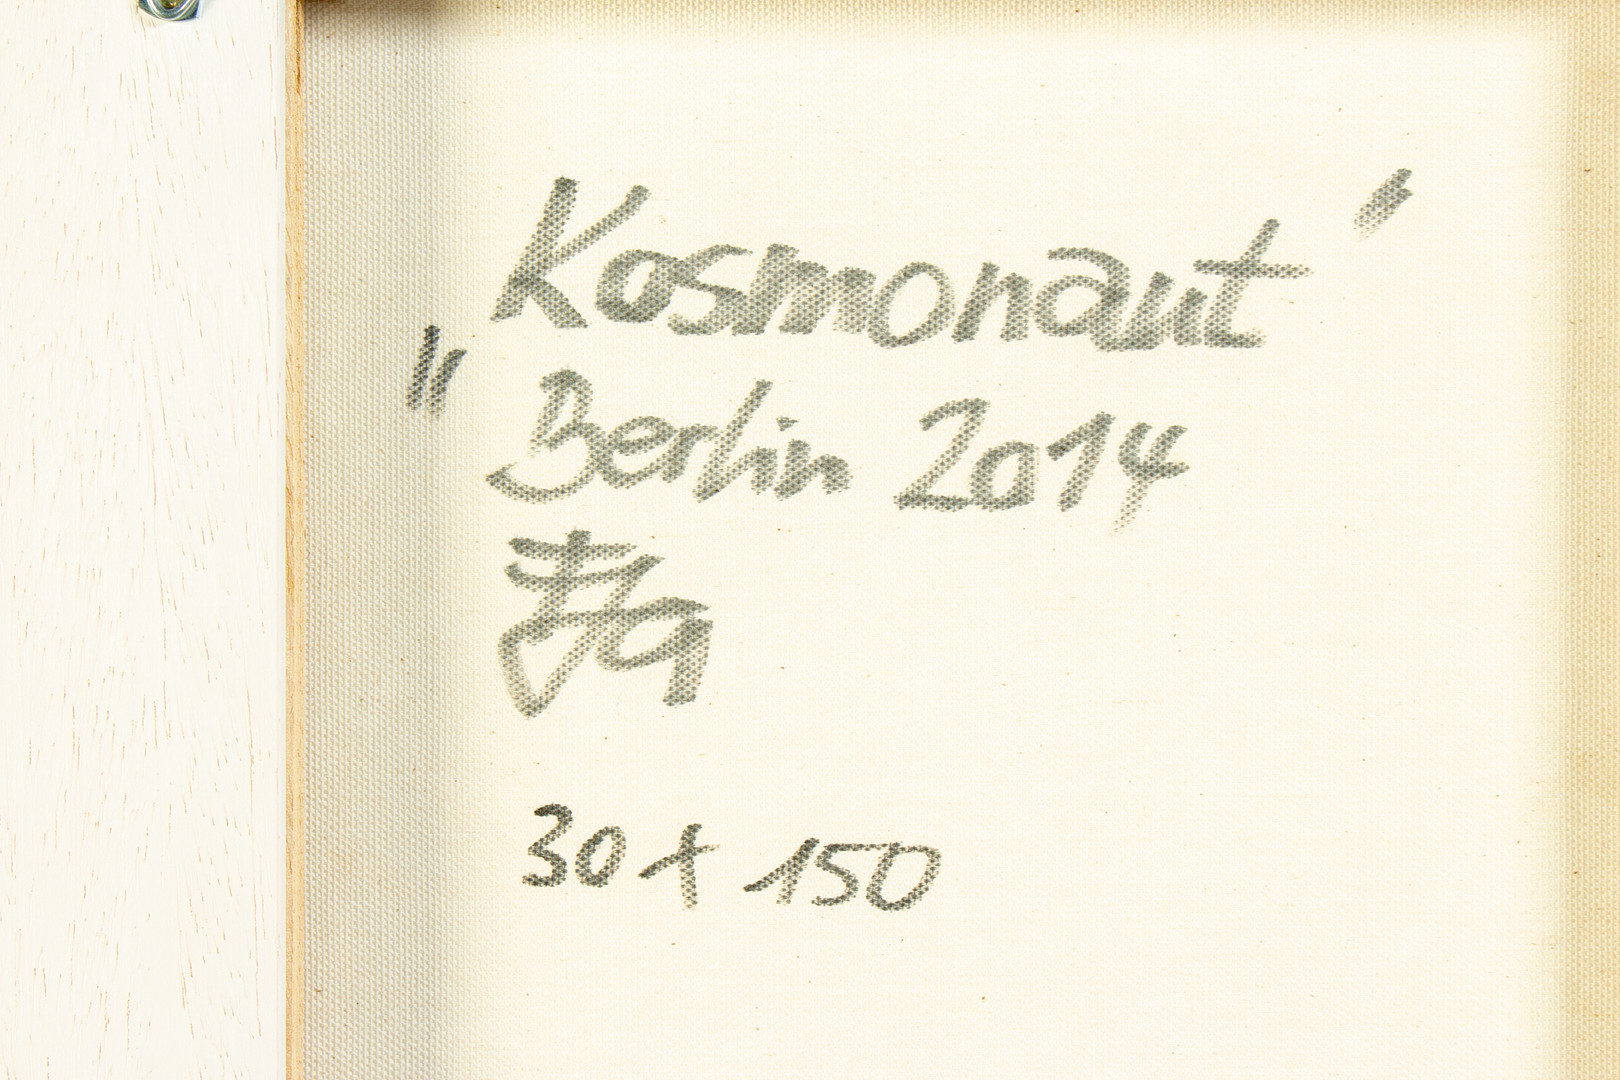 „Kosmonaut"
Berlin 2014
30 x 150